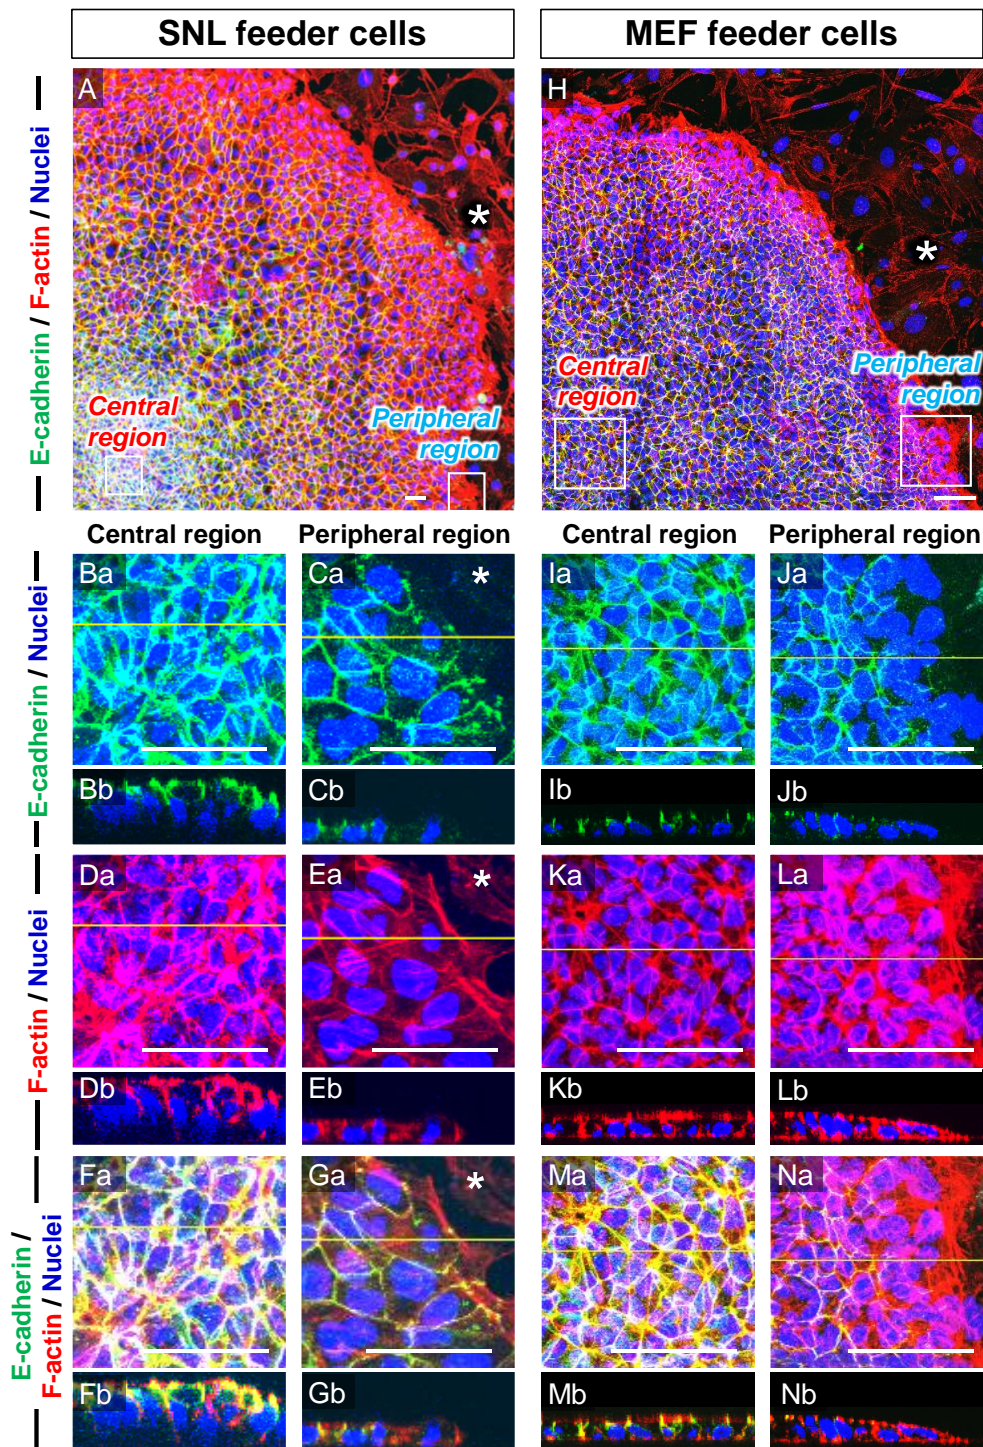 SNL feeder cells
MEF feeder cells
E-cadherin / F-actin / Nuclei
A
*
Central
region
Peripheral
region
H
*
Central
region
Peripheral
region
Central region
Peripheral region
Central region
Peripheral region
E-cadherin / Nuclei
Ba
Ca
*
Ia
Ja
Bb
Cb
Ib
Jb
F-actin / Nuclei
Da
Ea
*
Ka
La
Db
Eb
Kb
Lb
E-cadherin /
F-actin / Nuclei
Fa
Ga
*
Ma
Na
Fb
Gb
Mb
Nb